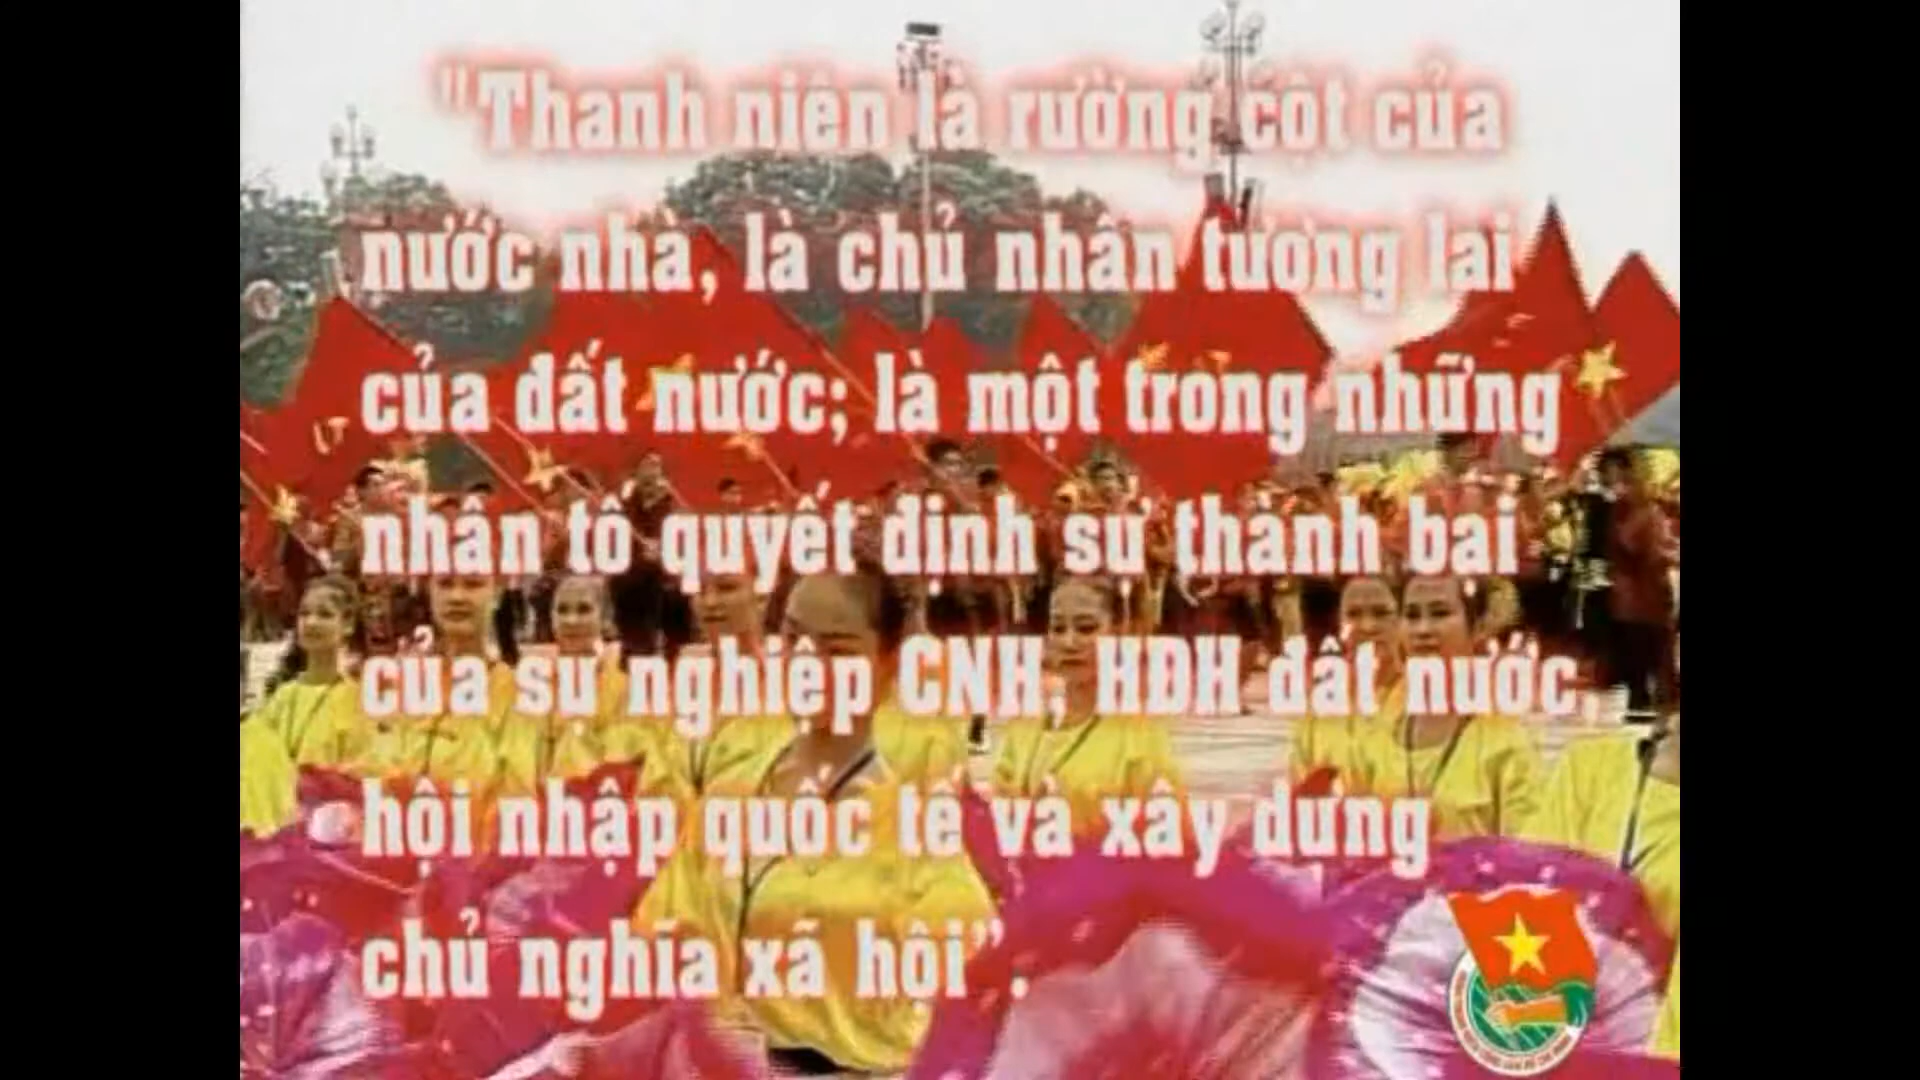 "Thanh niên là rường cột của
nước nhà, là chủ nhân tương lai
của đất nước; là một trong những
nhân tố quyết định sự thành bại
của sự nghiệp CNH, HĐH đất nước,
hội nhập quốc tế và xây dựng
chủ nghĩa xã hội”.